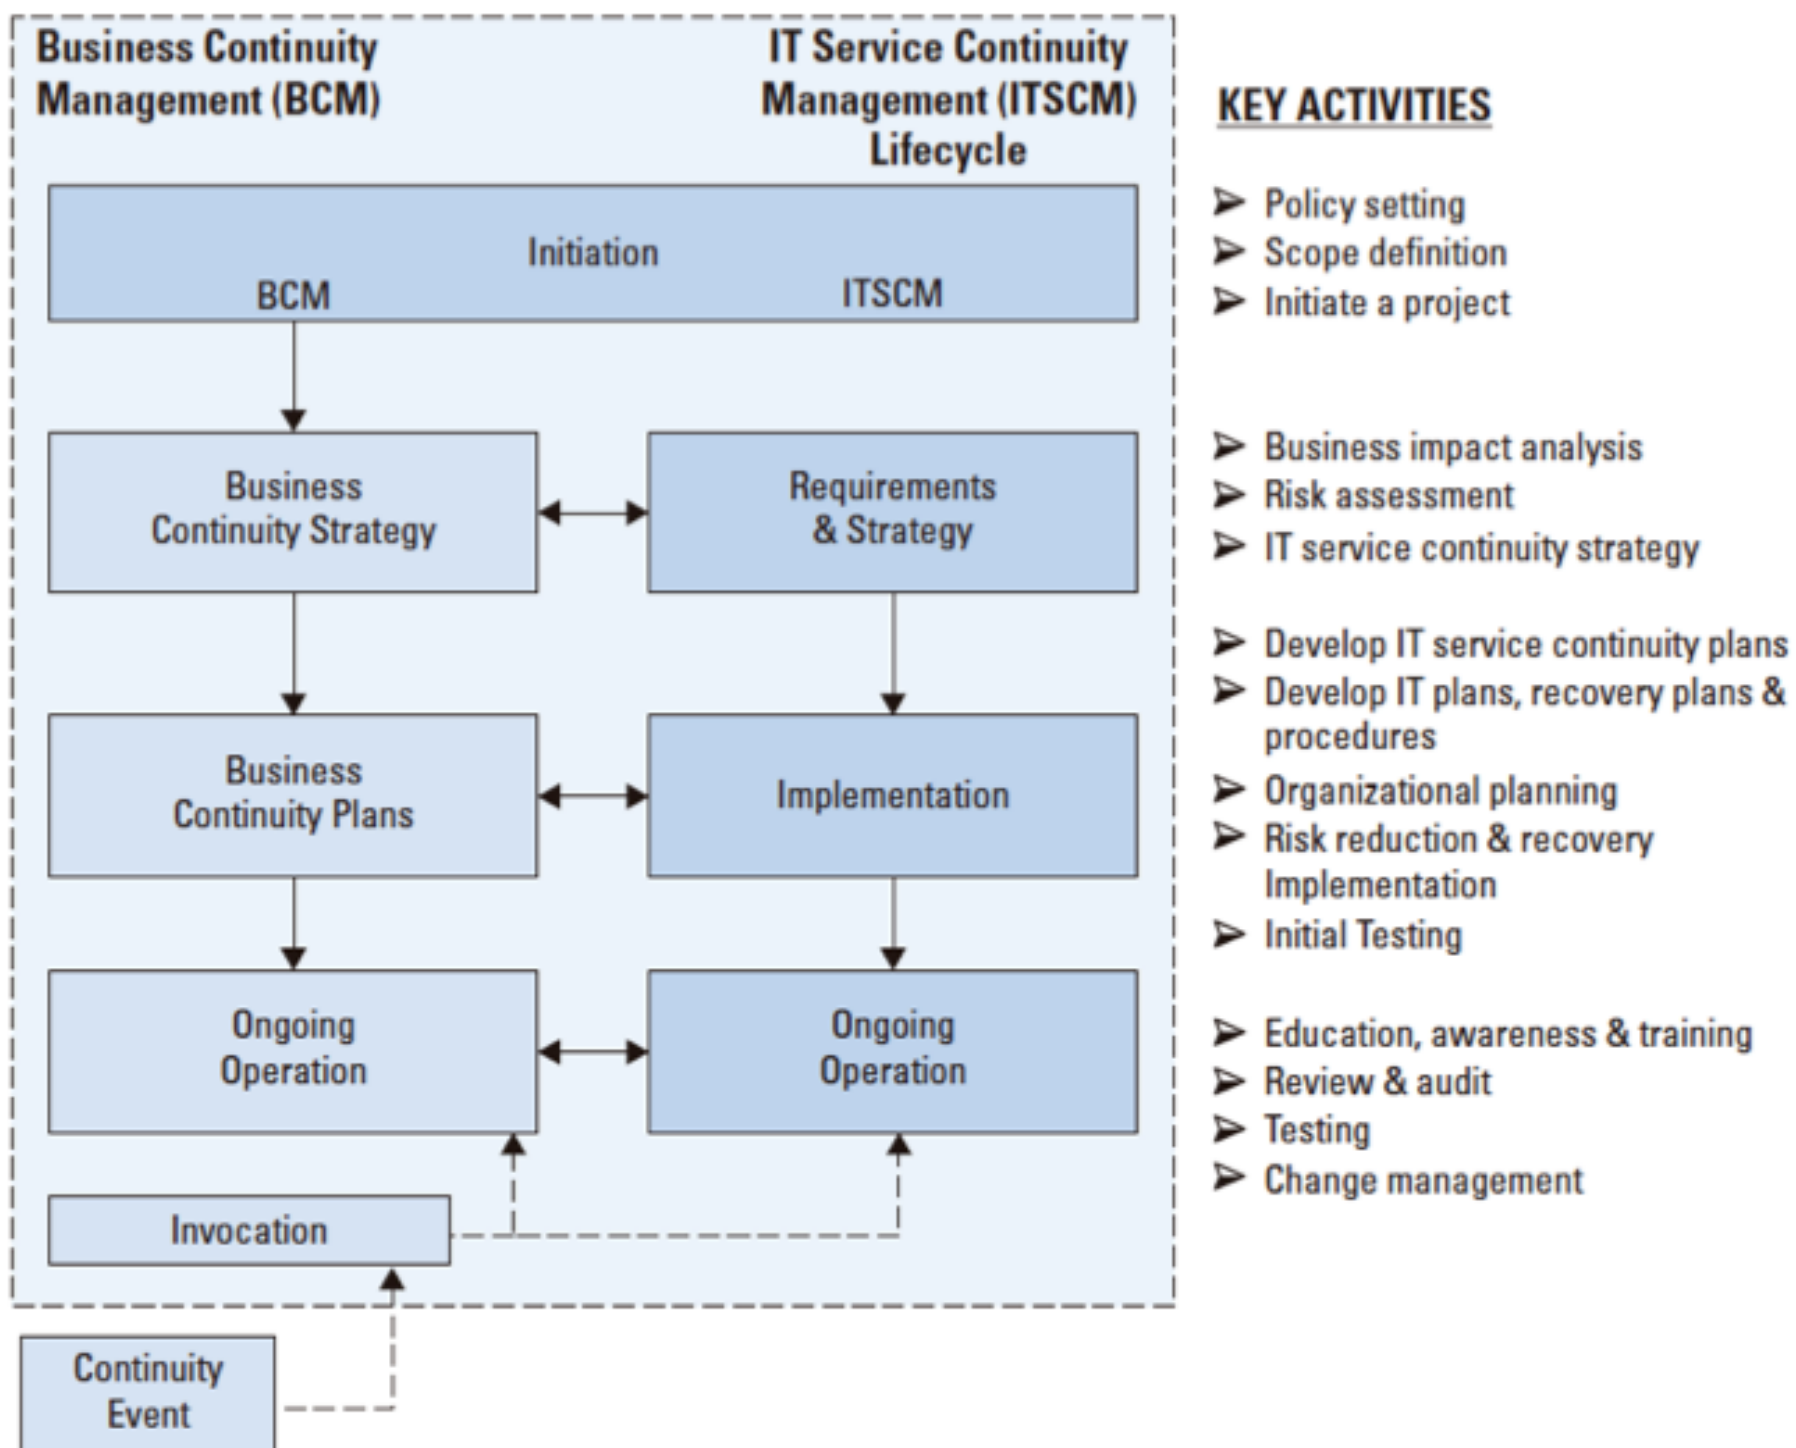 Business Continuity
Management (BCM)
IT Service Continuity
Management (ITSCM)
Lifecycle
KEY ACTIVITIES
Initiation
BCM
ITSCM
Policy setting
Scope definition
Initiate a project
Business
Continuity Strategy
Requirements
& Strategy
Business impact analysis
Risk assessment
IT service continuity strategy
Business
Continuity Plans
Implementation
Develop IT service continuity plans
Develop IT plans, recovery plans &
procedures
Organizational planning
Risk reduction & recovery
Implementation
Initial Testing
Ongoing
Operation
Ongoing
Operation
Education, awareness & training
Review & audit
Testing
Change management
Invocation
Continuity
Event